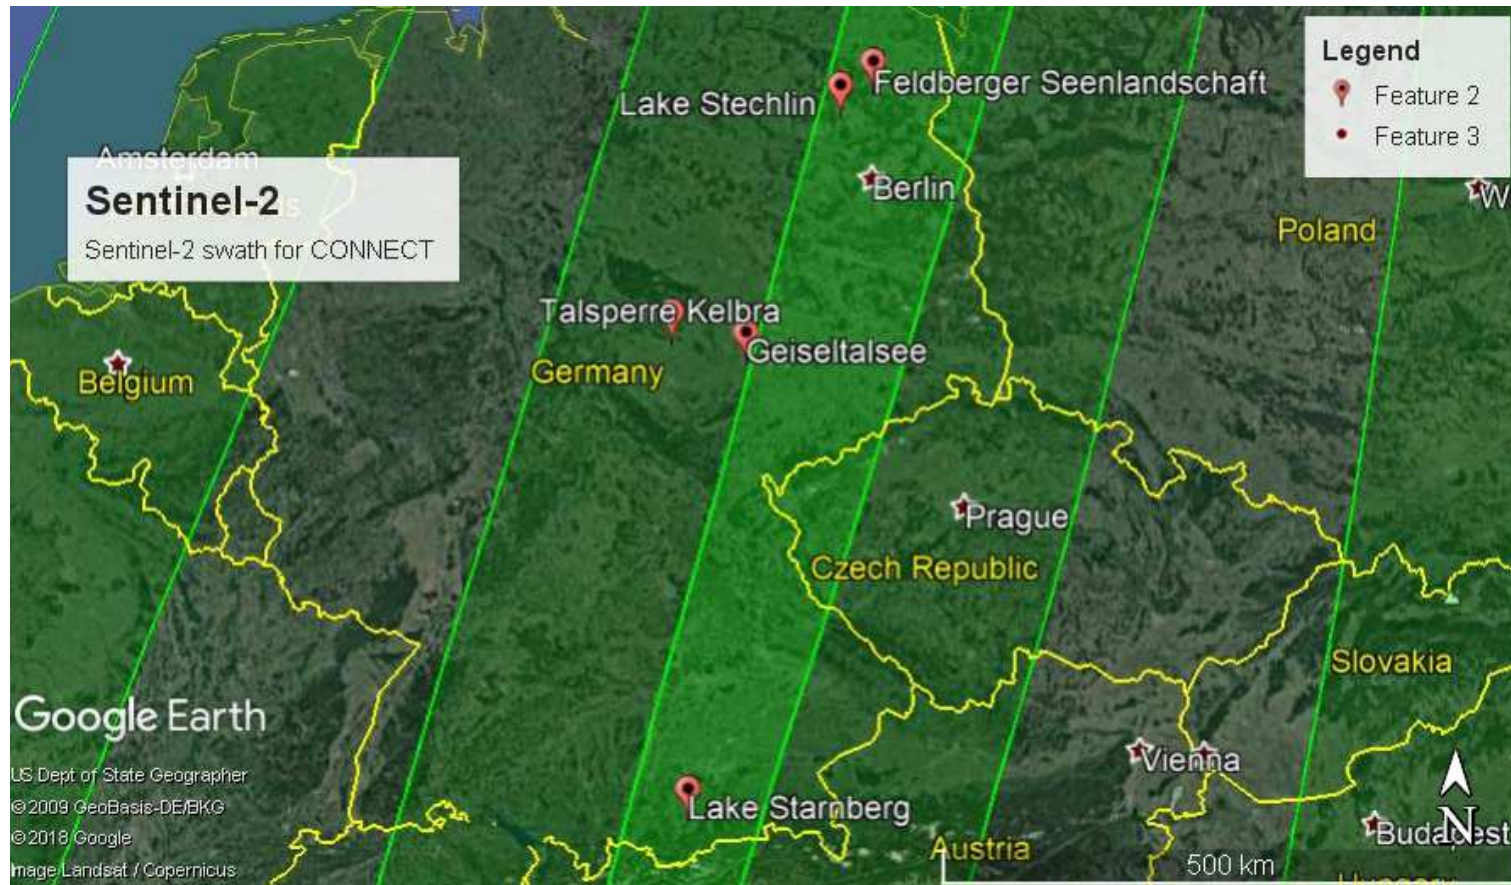 Legend
Feature 2
Feature 3
Feldberger Seenlandschaft
Lake Stechlin
Amsterdam
Sentinel-2
Sentinel-2 swath for CONNECT
Berlin
W
Poland
Talsperre Kelbra
Geiseltalsee
Germany
Belgium
Prague
Czech Republic
Slovakia
Google Earth
Vienna
US Dept of State Geographer
©2009 GeoBasis-DE/BKG
©2018 Google
Image Landsat / Copernicus
Lake Starnberg
Austria
Budapest
N
500 km
Hungary